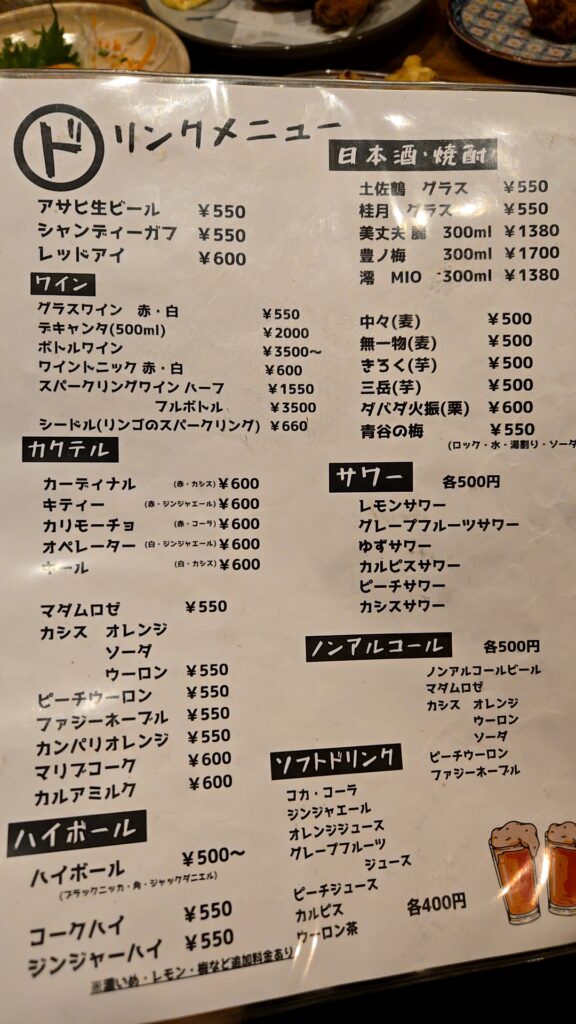 ドリンクメニュー
アサヒ生ビール ￥550
シャンディーガフ ￥550
レッドアイ ￥600
ワイン
グラスワイン 赤・白 ￥550
デキャンタ(500ml) ￥2000
ボトルワイン ￥3500〜
ワイントニック 赤・白 ￥600
スパークリングワイン ハーフ ￥1550
フルボトル ￥3500
シードル(リンゴのスパークリング) ￥660
カクテル
カーディナル (赤・カシス) ￥600
キティー (赤・ジンジャエール) ￥600
カリモーチョ (赤・コーラ) ￥600
オペレーター (白・ジンジャエール) ￥600
ール (白・カシス) ￥600
マダムロゼ ￥550
カシス オレンジ
ソーダ
ウーロン ￥550
ピーチウーロン ￥550
ファジーネーブル ￥550
カンパリオレンジ ￥550
マリブコーク ￥600
カルアミルク ￥600
ハイボール
ハイボール ￥500〜
(ブラックニッカ・角・ジャックダニエル)
コークハイ ￥550
ジンジャーハイ ￥550
※濃いめ・レモン・梅など追加料金あり
日本酒・焼酎
土佐鶴 グラス ￥550
桂月 グラス ￥550
美丈夫 麗 300ml ￥1380
豊ノ梅 300ml ￥1700
澪 MIO 300ml ￥1380
中々(麦) ￥500
無一物(麦) ￥500
きろく(芋) ￥500
三岳(芋) ￥500
ダバダ火振(栗) ￥600
青谷の梅 ￥550
(ロック・水・湯割り・ソーダ
サワー 各500円
レモンサワー
グレープフルーツサワー
ゆずサワー
カルピスサワー
ピーチサワー
カシスサワー
ノンアルコール 各500円
ノンアルコールビール
マダムロゼ
カシス オレンジ
ウーロン
ソーダ
ピーチウーロン
ファジーネーブル
ソフトドリンク
コカ・コーラ
ジンジャエール
オレンジジュース
グレープフルーツ
ジュース
ピーチジュース
カルピス 各400円
ウーロン茶